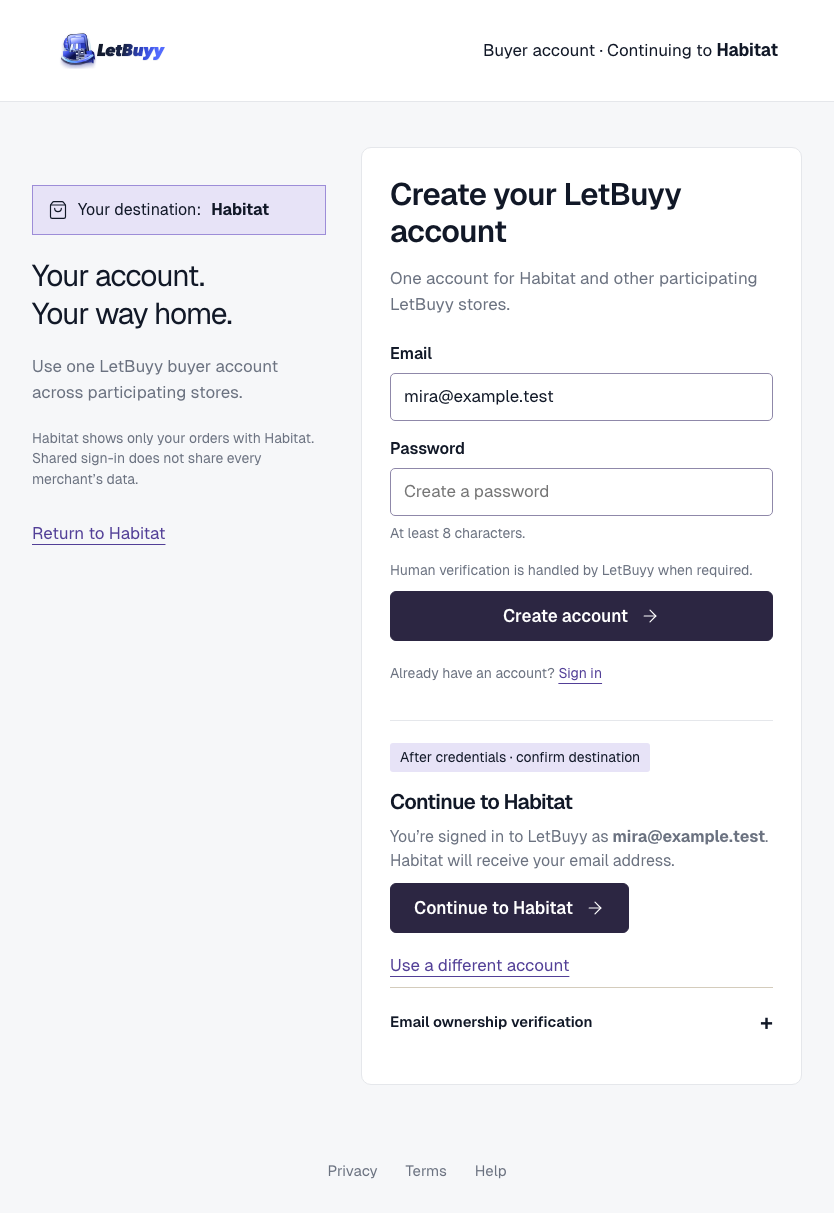 LetBuyy
Buyer account · Continuing to Habitat
Your destination: Habitat
Your account.
Your way home.
Use one LetBuyy buyer account
across participating stores.
Habitat shows only your orders with Habitat.
Shared sign-in does not share every
merchant’s data.
Return to Habitat
Create your LetBuyy
account
One account for Habitat and other participating
LetBuyy stores.
Email
mira@example.test
Password
Create a password
At least 8 characters.
Human verification is handled by LetBuyy when required.
Create account →
Already have an account? Sign in
After credentials · confirm destination
Continue to Habitat
You’re signed in to LetBuyy as mira@example.test.
Habitat will receive your email address.
Continue to Habitat →
Use a different account
Email ownership verification +
Privacy Terms Help